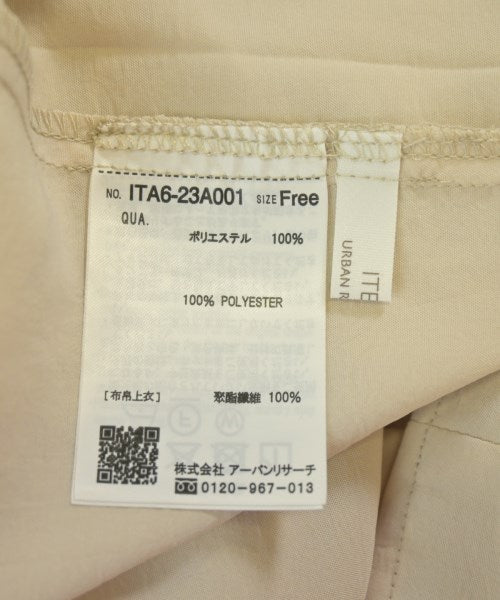 NO. ITA6-23A001 SIZE Free
QUA.
ポリエステル 100%
100% POLYESTER
[布帛上衣] 聚酯纖維 100%
株式会社 アーバンリサーチ
0120-967-013
ITE
URBAN R